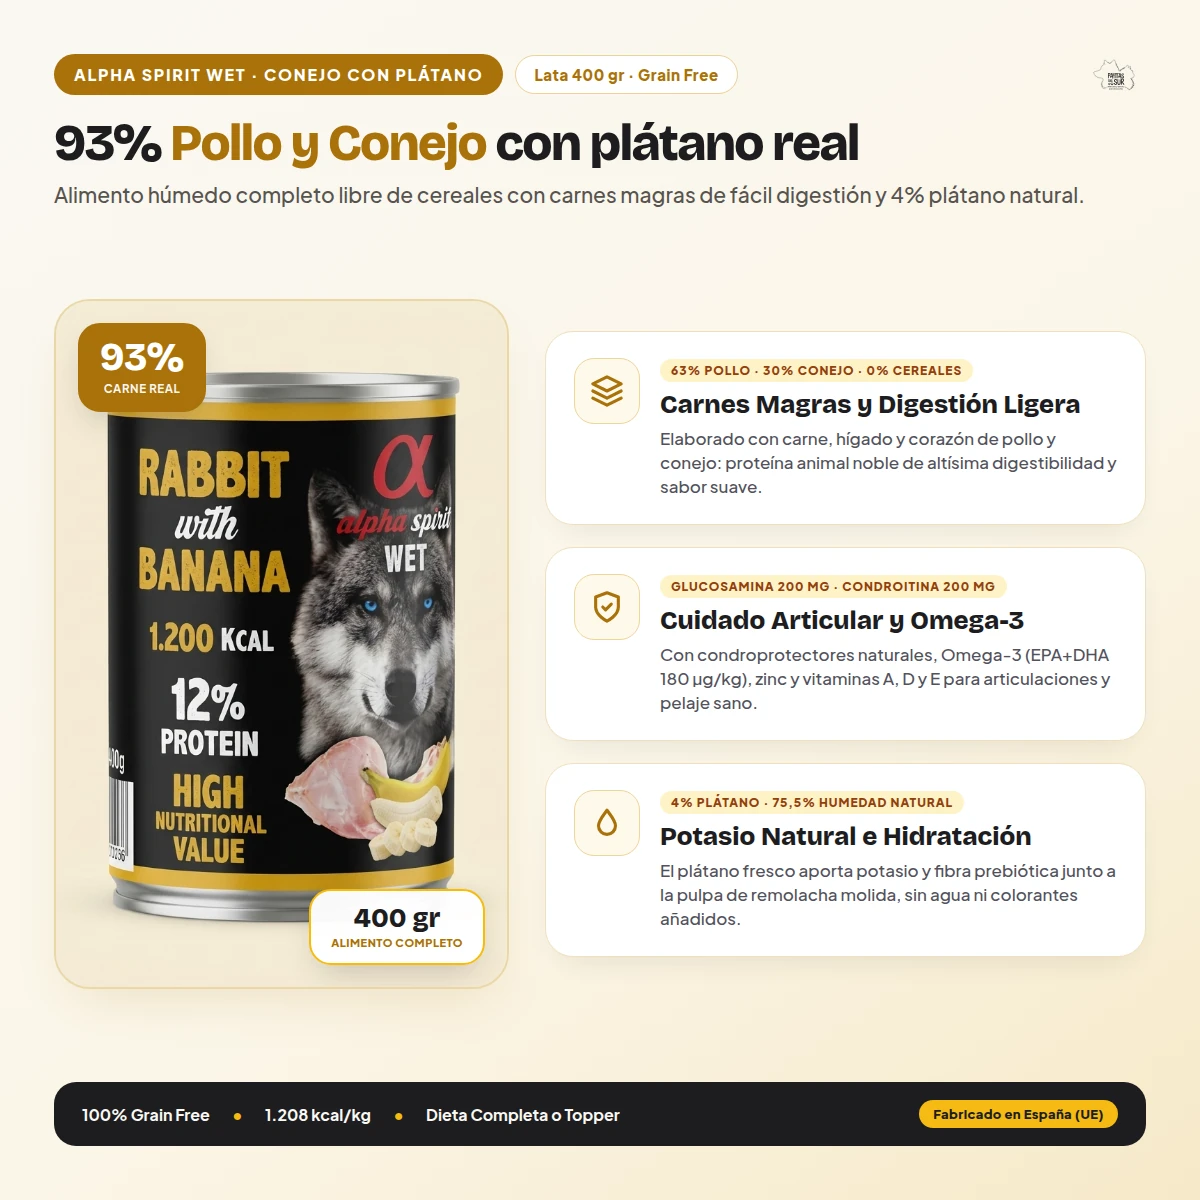 ALPHA SPIRIT WET · CONEJO CON PLÁTANO
Lata 400 gr · Grain Free
93% Pollo y Conejo con plátano real
Alimento húmedo completo libre de cereales con carnes magras de fácil digestión y 4% plátano natural.
93%
CARNE REAL
RABBIT
with
BANANA
1.200 KCAL
12%
PROTEIN
HIGH
NUTRITIONAL
VALUE
α
alpha spirit
WET
400 gr
ALIMENTO COMPLETO
63% POLLO · 30% CONEJO · 0% CEREALES
Carnes Magras y Digestión Ligera
Elaborado con carne, hígado y corazón de pollo y
conejo: proteína animal noble de altísima digestibilidad y
sabor suave.
GLUCOSAMINA 200 MG · CONDROITINA 200 MG
Cuidado Articular y Omega-3
Con condroprotectores naturales, Omega-3 (EPA+DHA
180 µg/kg), zinc y vitaminas A, D y E para articulaciones y
pelaje sano.
4% PLÁTANO · 75,5% HUMEDAD NATURAL
Potasio Natural e Hidratación
El plátano fresco aporta potasio y fibra prebiótica junto a
la pulpa de remolacha molida, sin agua ni colorantes
añadidos.
100% Grain Free
1.208 kcal/kg
Dieta Completa o Topper
Fabricado en España (UE)